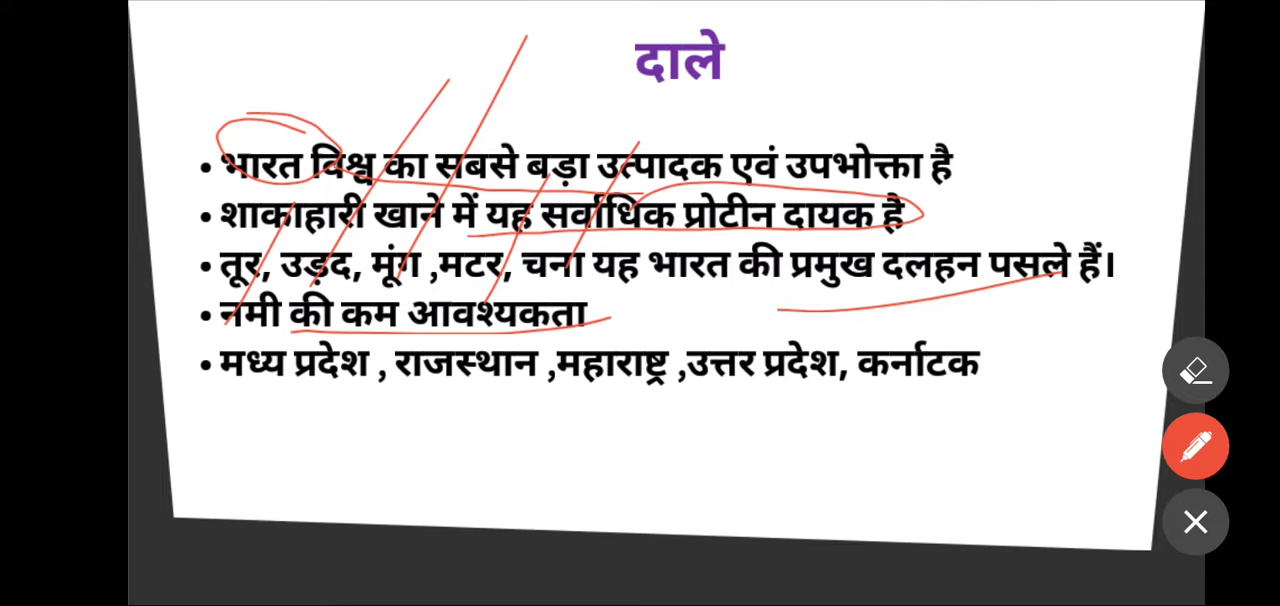 दाले
• भारत विश्व का सबसे बड़ा उत्पादक एवं उपभोक्ता है
• शाकाहारी खाने में यह सर्वाधिक प्रोटीन दायक है
• तूर, उड़द, मूंग ,मटर, चना यह भारत की प्रमुख दलहन पसले हैं।
• नमी की कम आवश्यकता
• मध्य प्रदेश , राजस्थान ,महाराष्ट्र ,उत्तर प्रदेश, कर्नाटक